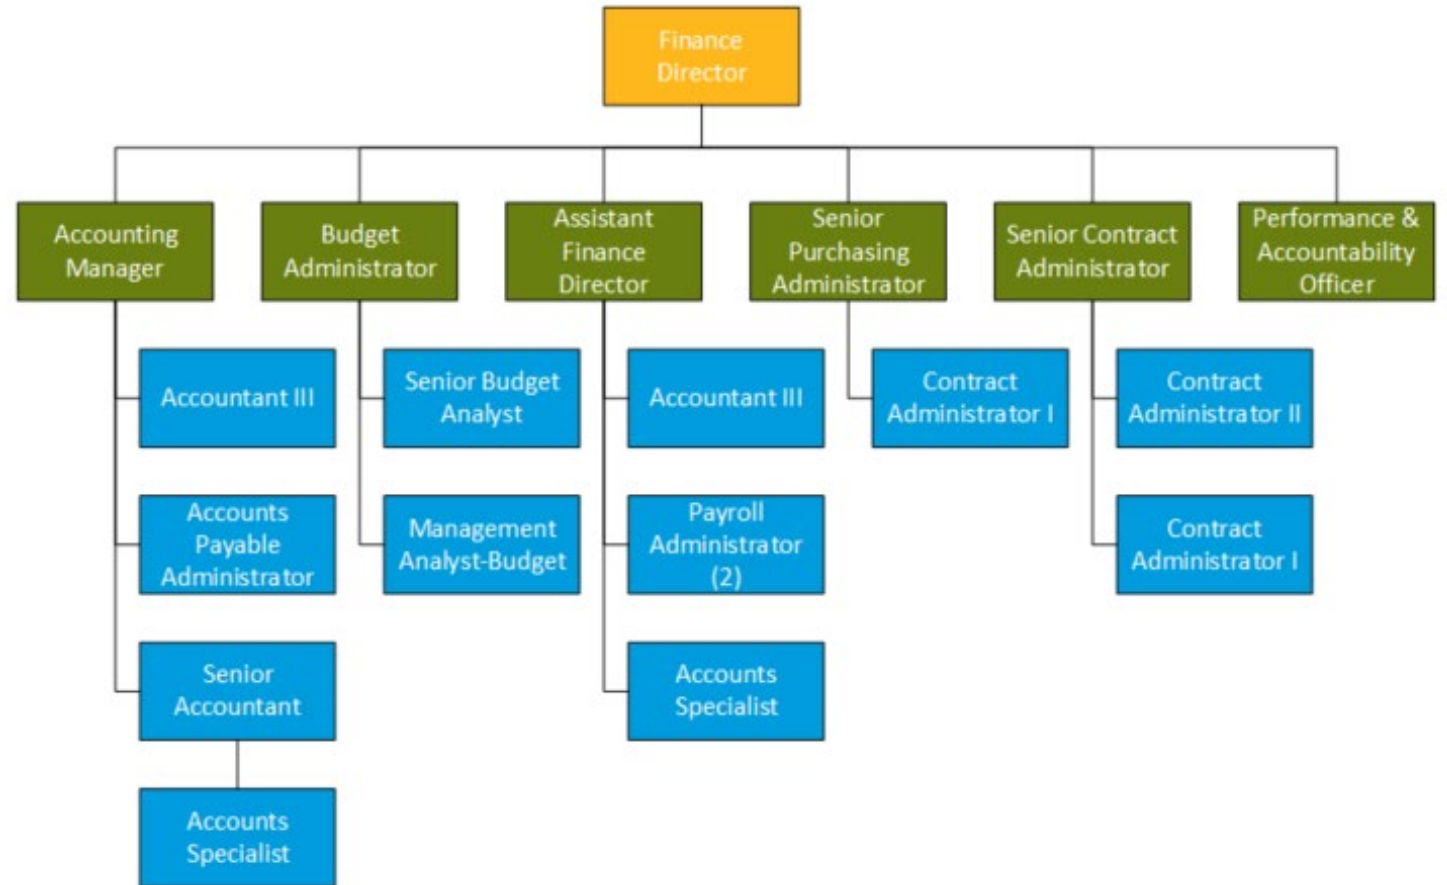 Finance
Director
Accounting
Manager
Budget
Administrator
Assistant
Finance
Director
Senior
Purchasing
Administrator
Senior Contract
Administrator
Performance &
Accountability
Officer
Accountant III
Senior Budget
Analyst
Accountant III
Contract
Administrator I
Contract
Administrator II
Accounts
Payable
Administrator
Management
Analyst-Budget
Payroll
Administrator
(2)
Contract
Administrator I
Senior
Accountant
Accounts
Specialist
Accounts
Specialist